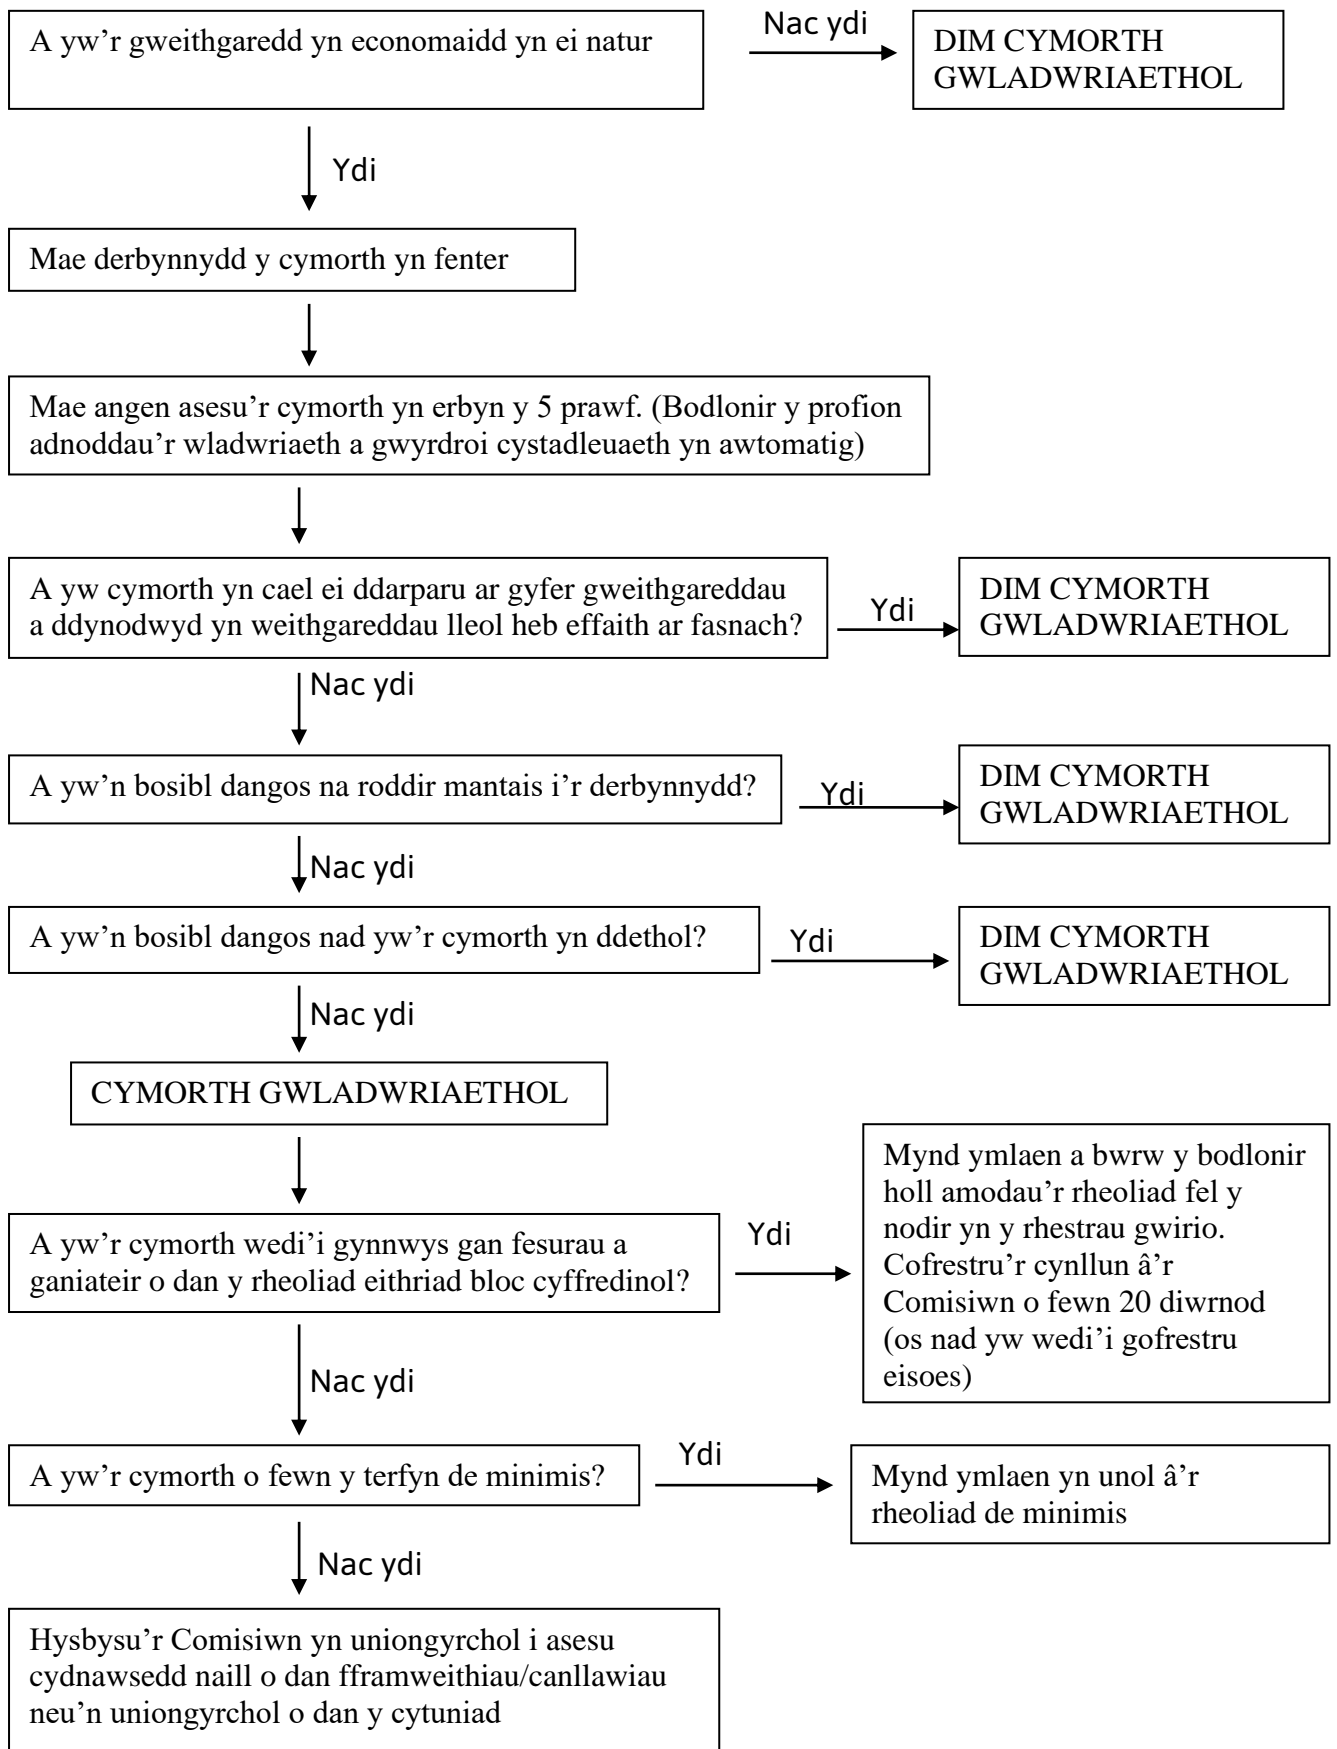 A yw'r gweithgaredd yn economaidd yn ei natur
Nac ydi
DIM CYMORTH
GWLADWRIAETHOL
Ydi
Mae derbynnydd y cymorth yn fenter
Mae angen asesu’r cymorth yn erbyn y 5 prawf. (Bodlonir y profion
adnoddau'r wladwriaeth a gwyrdroi cystadleuaeth yn awtomatig)
A yw cymorth yn cael ei ddarparu ar gyfer gweithgareddau
a ddynodwyd yn weithgareddau lleol heb effaith ar fasnach?
Ydi
DIM CYMORTH
GWLADWRIAETHOL
Nac ydi
A yw’n bosibl dangos na roddir mantais i’r derbynnydd?
Ydi
DIM CYMORTH
GWLADWRIAETHOL
Nac ydi
A yw’n bosibl dangos nad yw’r cymorth yn ddethol?
Ydi
DIM CYMORTH
GWLADWRIAETHOL
Nac ydi
CYMORTH GWLADWRIAETHOL
A yw’r cymorth wedi’i gynnwys gan fesurau a
ganiateir o dan y rheoliad eithriad bloc cyffredinol?
Ydi
Mynd ymlaen a bwrw y bodlonir
holl amodau’r rheoliad fel y
nodir yn y rhestrau gwirio.
Cofrestru’r cynllun â’r
Comisiwn o fewn 20 diwrnod
(os nad yw wedi’i gofrestru
eisoes)
Nac ydi
A yw’r cymorth o fewn y terfyn de minimis?
Ydi
Mynd ymlaen yn unol â’r
rheoliad de minimis
Nac ydi
Hysbysu’r Comisiwn yn uniongyrchol i asesu
cydnawsedd naill o dan fframweithiau/canllawiau
neu’n uniongyrchol o dan y cytuniad